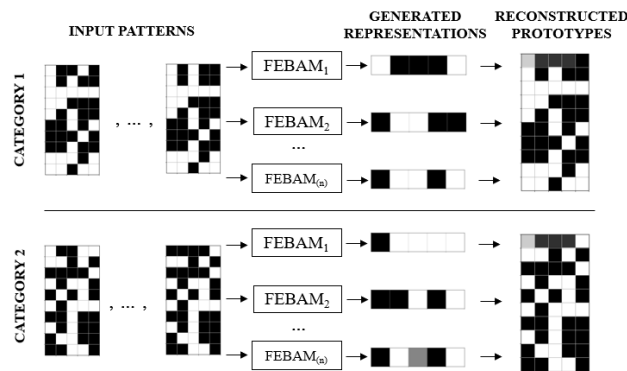 INPUT PATTERNS
GENERATED
REPRESENTATIONS
RECONSTRUCTED
PROTOTYPES
CATEGORY 1
, ... ,
FEBAM1
FEBAM2
...
FEBAM(n)
CATEGORY 2
, ... ,
FEBAM1
FEBAM2
...
FEBAM(n)